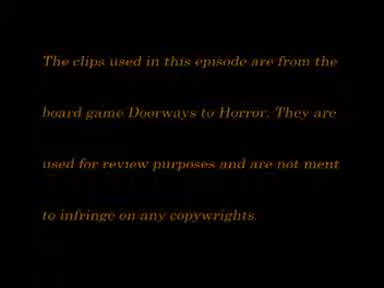 The clips used in this episode are from the
board game Doorways to Horror. They are
used for review purposes and are not ment
to infringe on any copywrights.